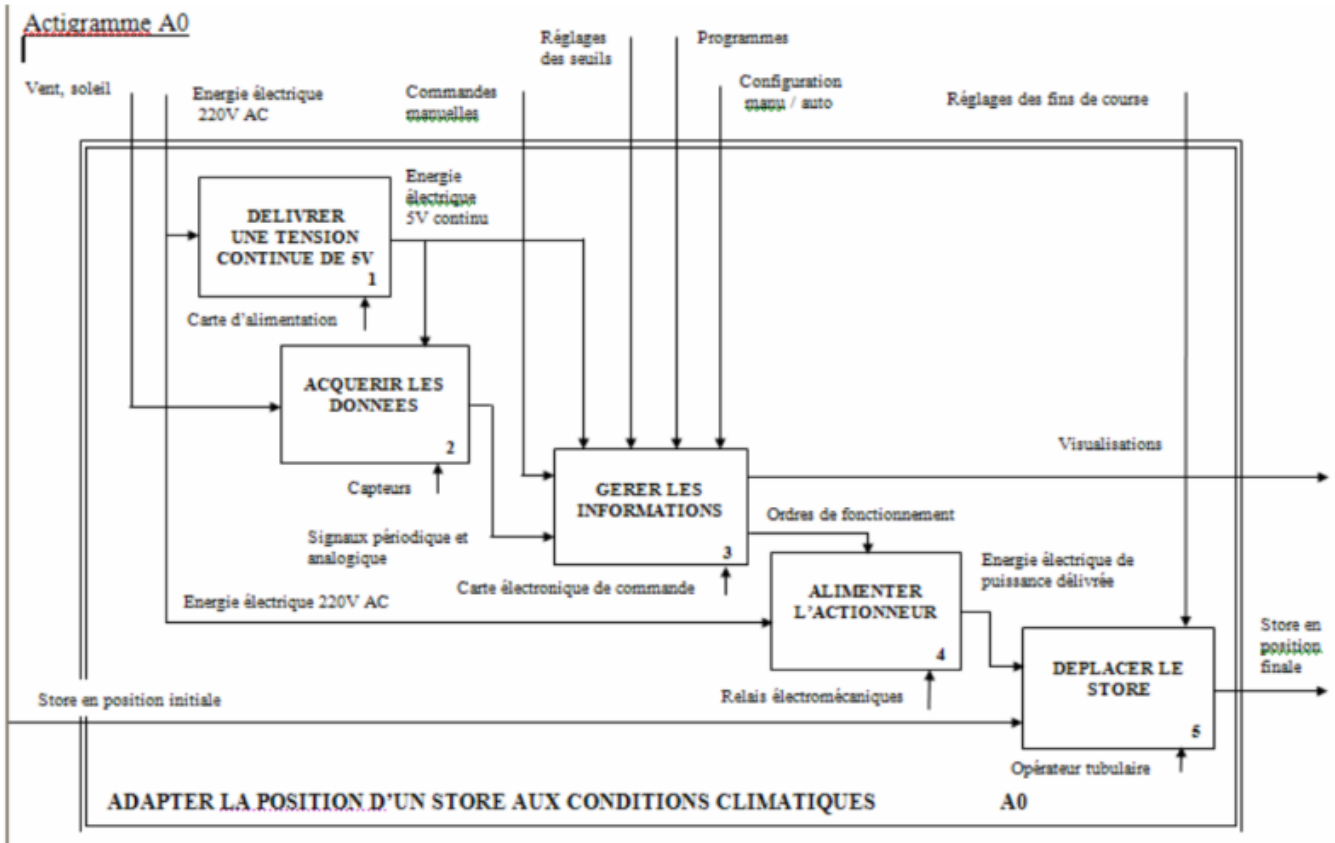 Actigramme A0
Réglages
des seuils
Programmes
Vent, soleil
Energie électrique
220V AC
Commandes
manuelles
Configuration
manu / auto
Réglages des fins de course
Energie
électrique
5V continu
DELIVRER
UNE TENSION
CONTINUE DE 5V
1
Carte d'alimentation
ACQUERIR LES
DONNEES
2
Capteurs
Visualisations
GERER LES
INFORMATIONS
3
Signaux périodique et
analogique
Ordres de fonctionnement
Carte électronique de commande
Energie électrique de
puissance délivrée
Energie électrique 220V AC
ALIMENTER
L'ACTIONNEUR
4
Store en
position
finale
Relais électromécaniques
Store en position initiale
DEPLACER LE
STORE
5
Opérateur tubulaire
ADAPTER LA POSITION D'UN STORE AUX CONDITIONS CLIMATIQUES A0